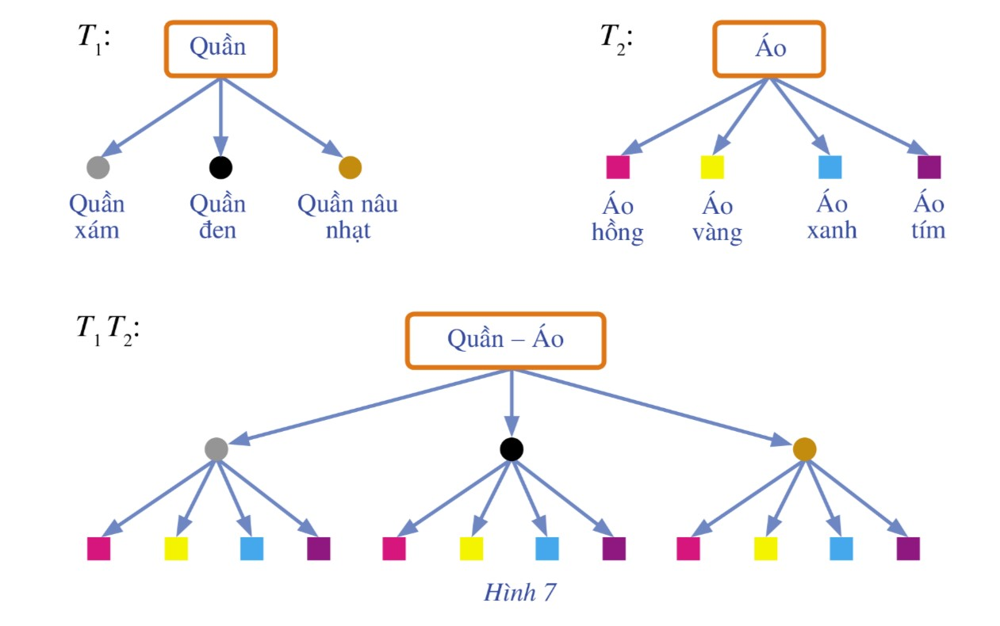 T₁:
Quần
T₂:
Áo
Quần
xám
Quần
đen
Quần nâu
nhạt
Áo
hồng
Áo
vàng
Áo
xanh
Áo
tím
T₁ T₂:
Quần – Áo
Hình 7